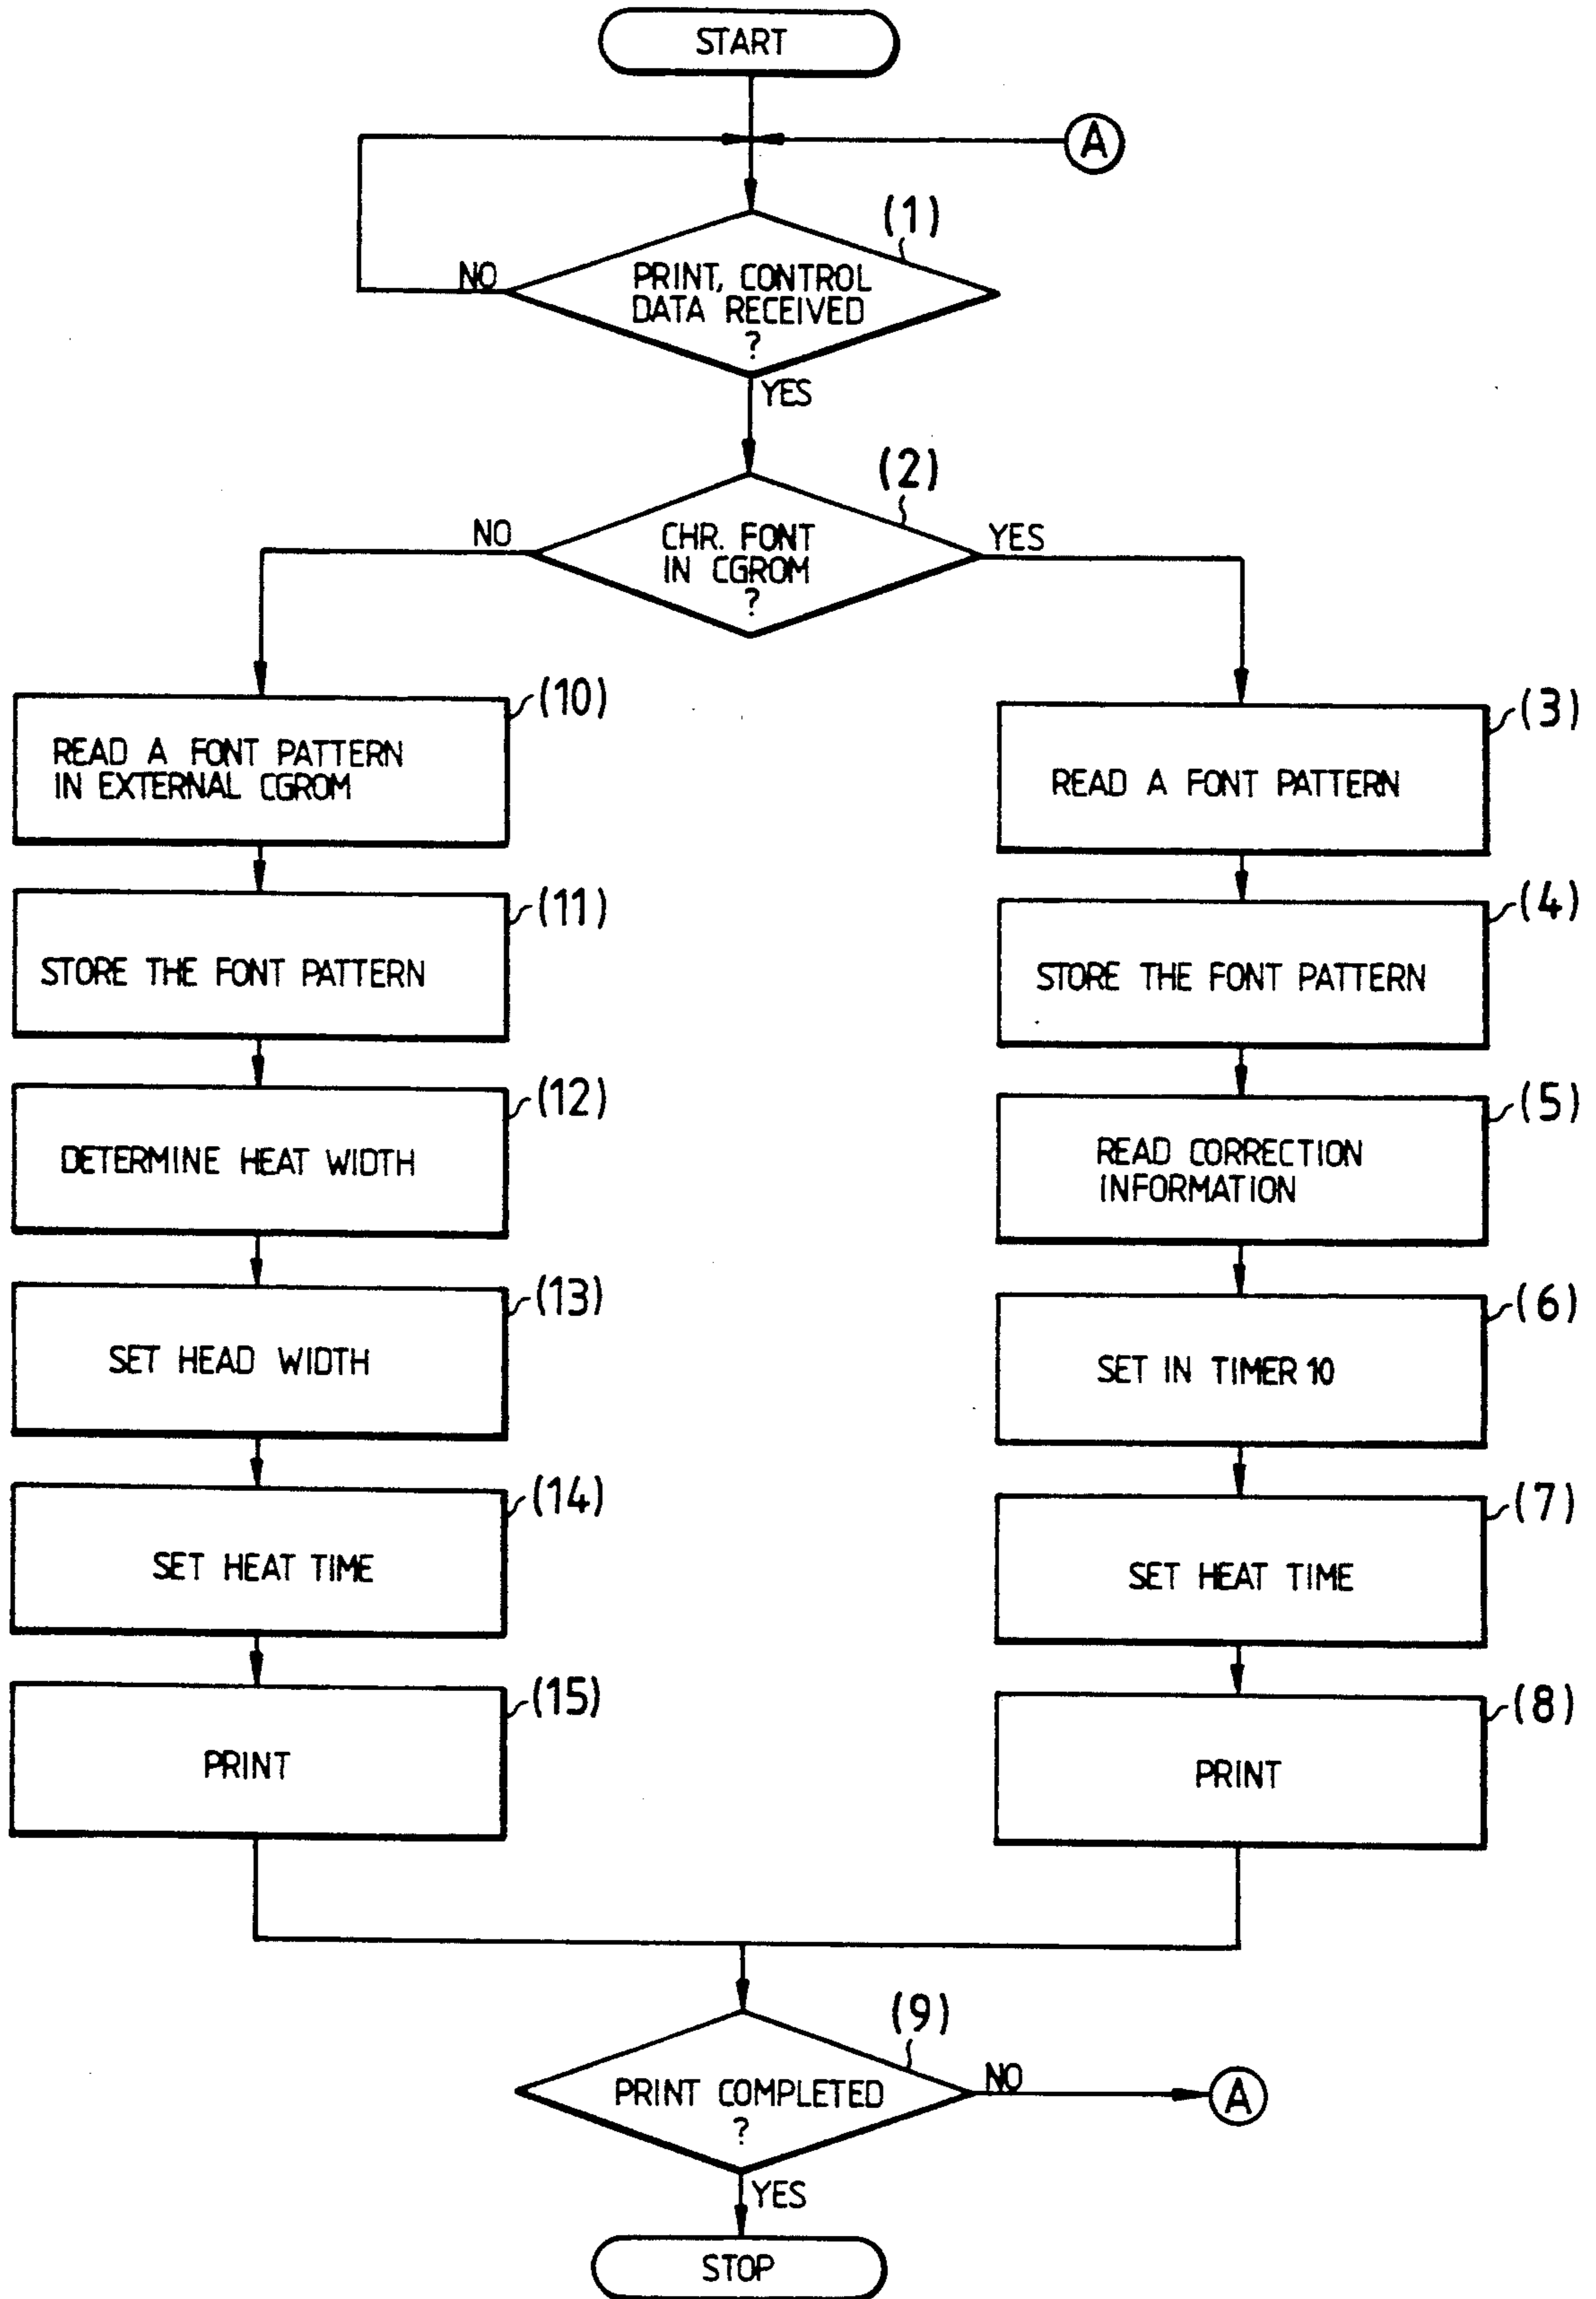 START
A
(1)
NO
PRINT, CONTROL
DATA RECEIVED
?
YES
(2)
NO
CHR. FONT
IN CGROM
?
YES
(10)
READ A FONT PATTERN
IN EXTERNAL CGROM
(3)
READ A FONT PATTERN
(11)
STORE THE FONT PATTERN
(4)
STORE THE FONT PATTERN
(12)
DETERMINE HEAT WIDTH
(5)
READ CORRECTION
INFORMATION
(13)
SET HEAD WIDTH
(6)
SET IN TIMER 10
(14)
SET HEAT TIME
(7)
SET HEAT TIME
(15)
PRINT
(8)
PRINT
(9)
PRINT COMPLETED
?
NO
A
YES
STOP